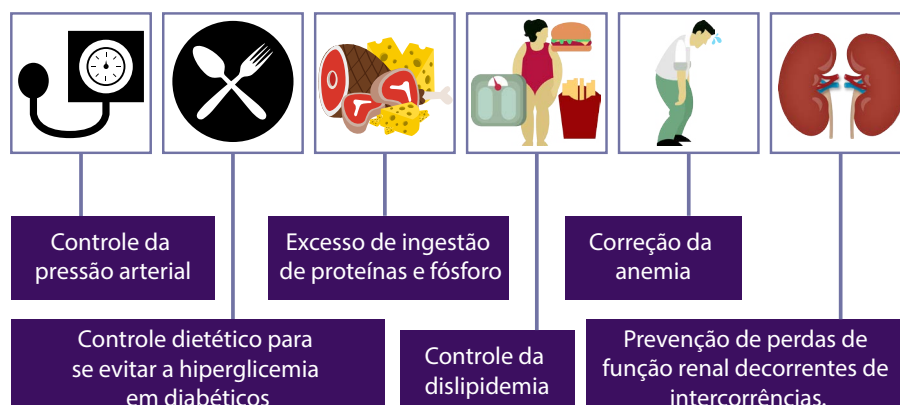 Controle da
pressão arterial
Controle dietético para
se evitar a hiperglicemia
em diabéticos
Excesso de ingestão
de proteínas e fósforo
Controle da
dislipidemia
Correção da
anemia
Prevenção de perdas de
função renal decorrentes de
intercorrências.